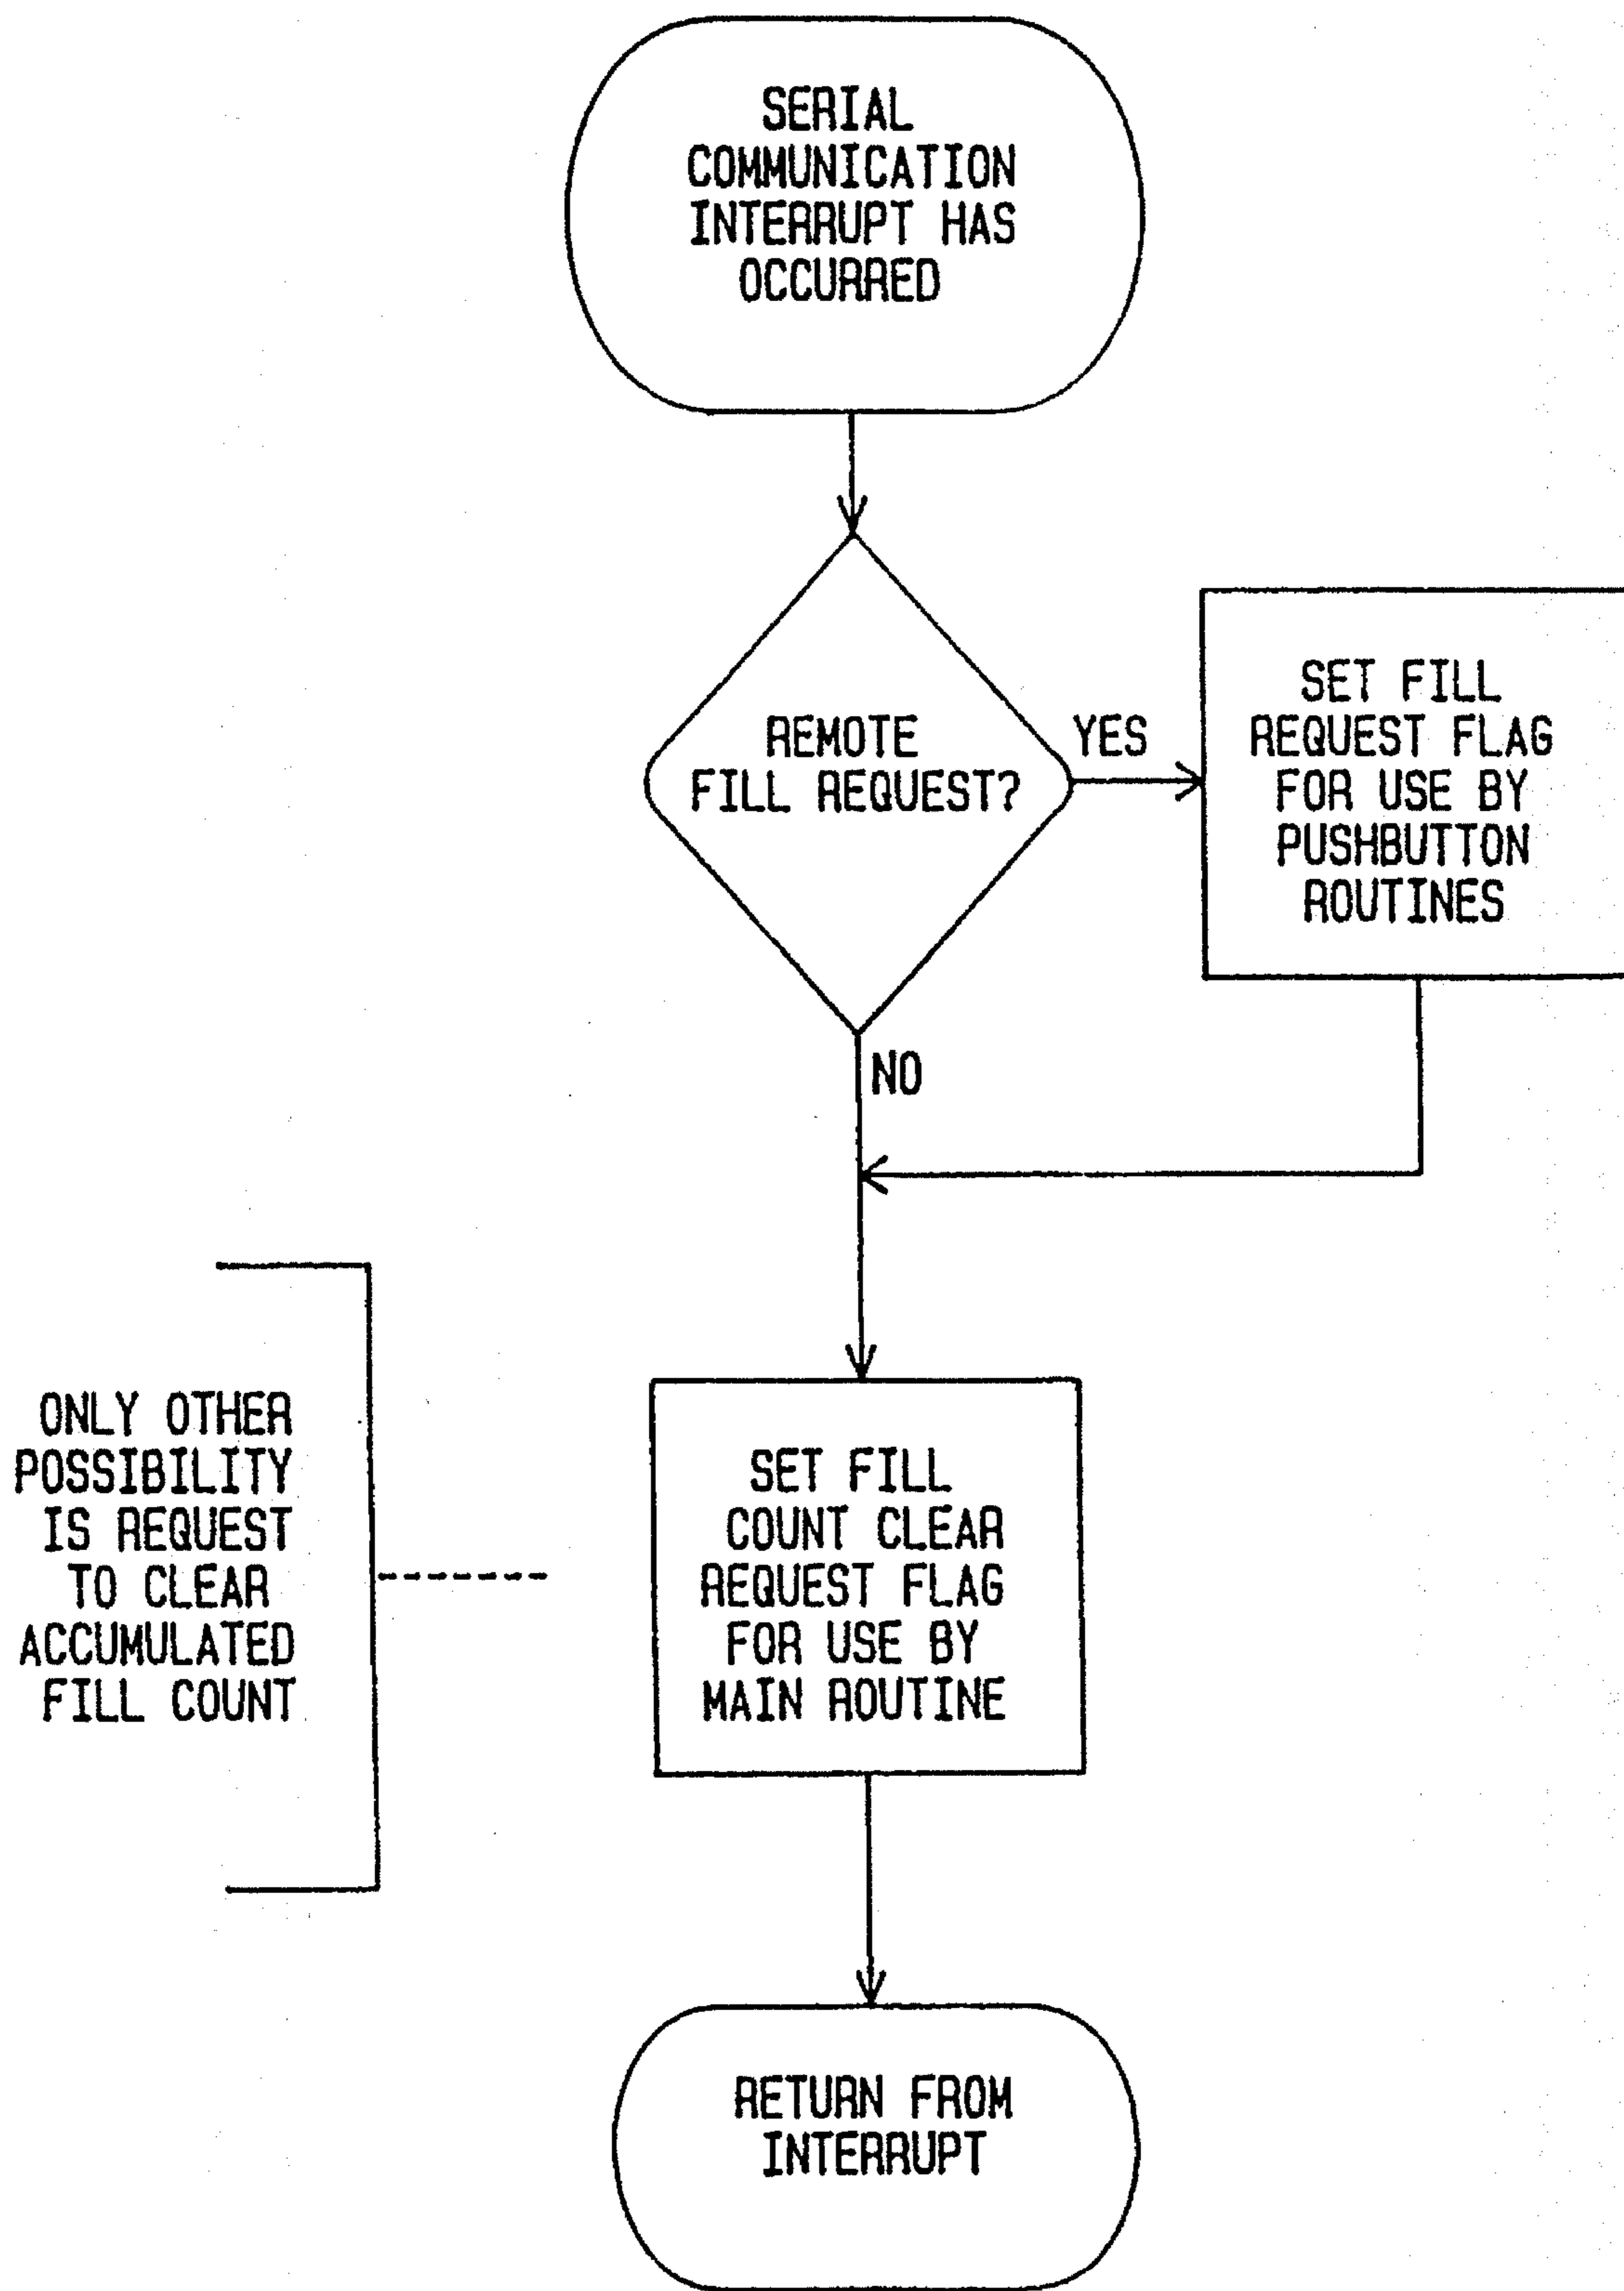 SERIAL
COMMUNICATION
INTERRUPT HAS
OCCURRED
REMOTE
FILL REQUEST?
YES
SET FILL
REQUEST FLAG
FOR USE BY
PUSHBUTTON
ROUTINES
NO
ONLY OTHER
POSSIBILITY
IS REQUEST
TO CLEAR
ACCUMULATED
FILL COUNT
SET FILL
COUNT CLEAR
REQUEST FLAG
FOR USE BY
MAIN ROUTINE
RETURN FROM
INTERRUPT